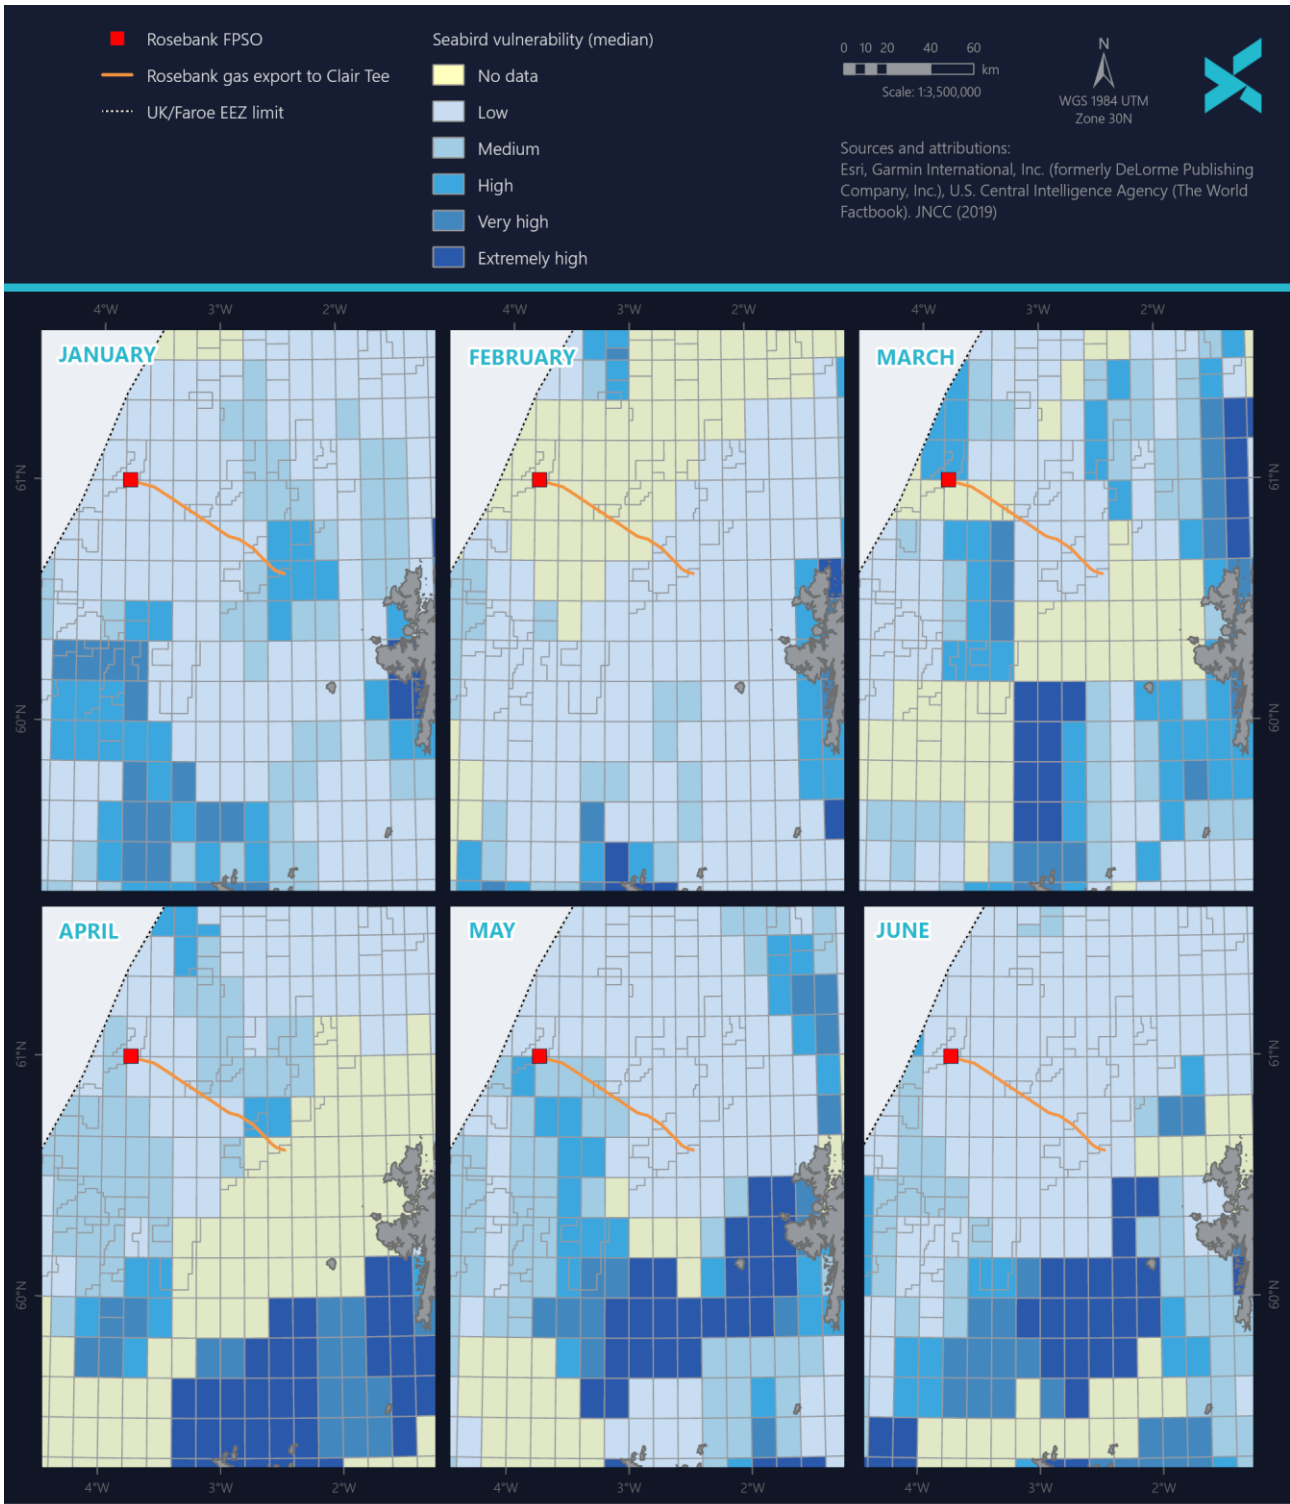 Rosebank FPSO
Rosebank gas export to Clair Tee
UK/Faroe EEZ limit
Seabird vulnerability (median)
No data
Low
Medium
High
Very high
Extremely high
0 10 20 40 60
km
Scale: 1:3,500,000
N
WGS 1984 UTM
Zone 30N
Sources and attributions:
Esri, Garmin International, Inc. (formerly DeLorme Publishing
Company, Inc.), U.S. Central Intelligence Agency (The World
Factbook). JNCC (2019)
4°W 3°W 2°W 4°W 3°W 2°W 4°W 3°W 2°W
JANUARY FEBRUARY MARCH
61°N 61°N
60°N 60°N
APRIL MAY JUNE
61°N 61°N
60°N 60°N
4°W 3°W 2°W 4°W 3°W 2°W 4°W 3°W 2°W